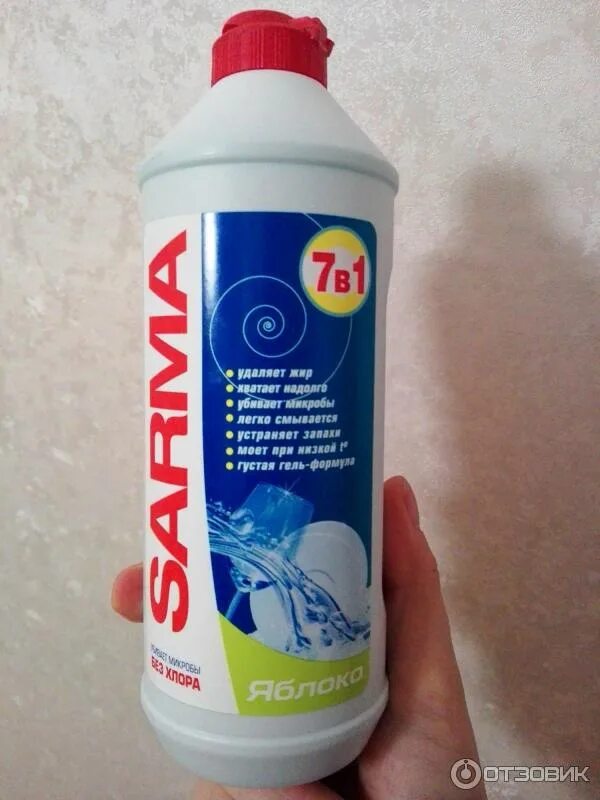 SARMA
7в1
удаляет жир
хватает надолго
убивает микробы
легко смывается
устраняет запахи
моет при низкой t°
густая гель-формула
УБИВАЕТ МИКРОБЫ
БЕЗ ХЛОРА
Яблоко
ОТЗОВИК